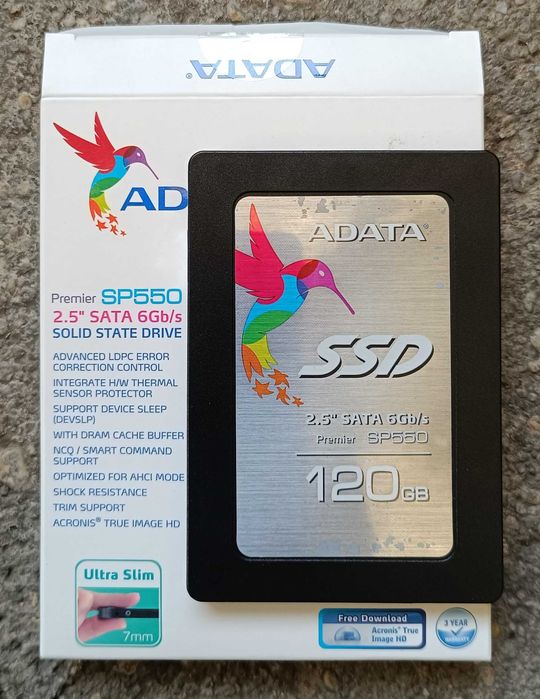 ADATA®
AD
Premier SP550
2.5" SATA 6Gb/s
SOLID STATE DRIVE
ADVANCED LDPC ERROR
CORRECTION CONTROL
INTEGRATE H/W THERMAL
SENSOR PROTECTOR
SUPPORT DEVICE SLEEP
(DEVSLP)
WITH DRAM CACHE BUFFER
NCQ / SMART COMMAND
SUPPORT
OPTIMIZED FOR AHCI MODE
SHOCK RESISTANCE
TRIM SUPPORT
ACRONIS® TRUE IMAGE HD
Ultra Slim
7mm
ADATA®
SSD
2.5" SATA 6Gb/s
Premier SP550
120GB
Free Download
Acronis® True
Image HD
3 YEAR
WARRANTY